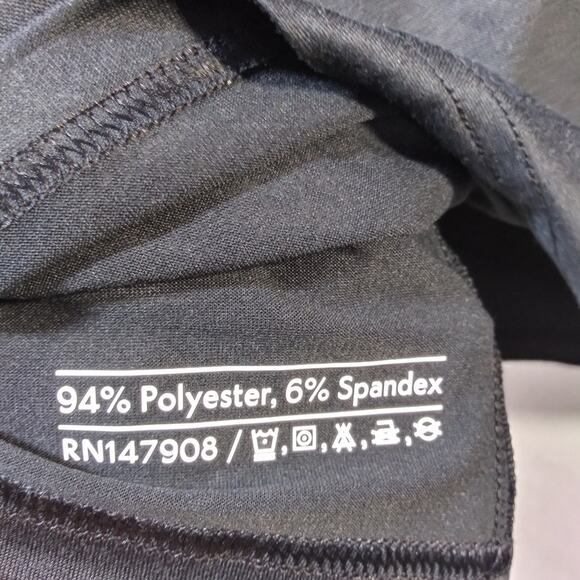 94% Polyester, 6% Spandex
RN147908 /